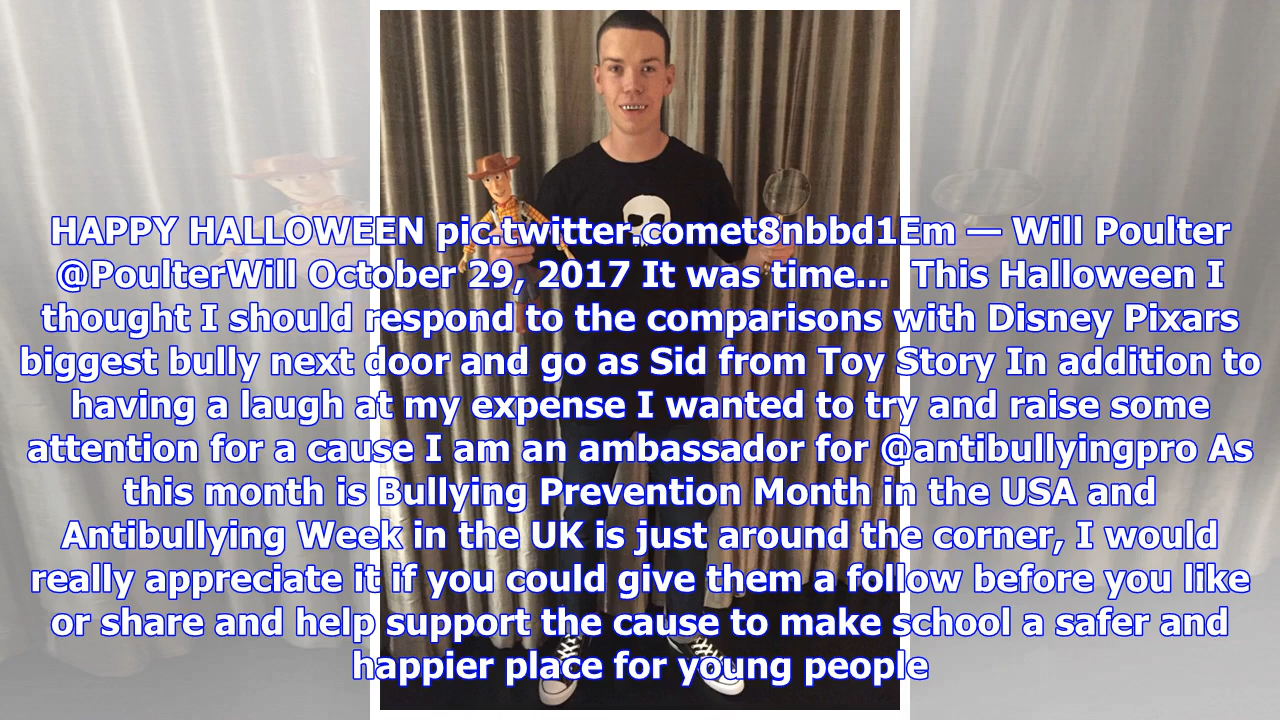 HAPPY HALLOWEEN pic.twitter.comet8nbbd1Em — Will Poulter
@PoulterWill October 29, 2017 It was time...  This Halloween I
thought I should respond to the comparisons with Disney Pixars
biggest bully next door and go as Sid from Toy Story In addition to
having a laugh at my expense I wanted to try and raise some
attention for a cause I am an ambassador for @antibullyingpro As
this month is Bullying Prevention Month in the USA and
Antibullying Week in the UK is just around the corner, I would
really appreciate it if you could give them a follow before you like
or share and help support the cause to make school a safer and
happier place for young people